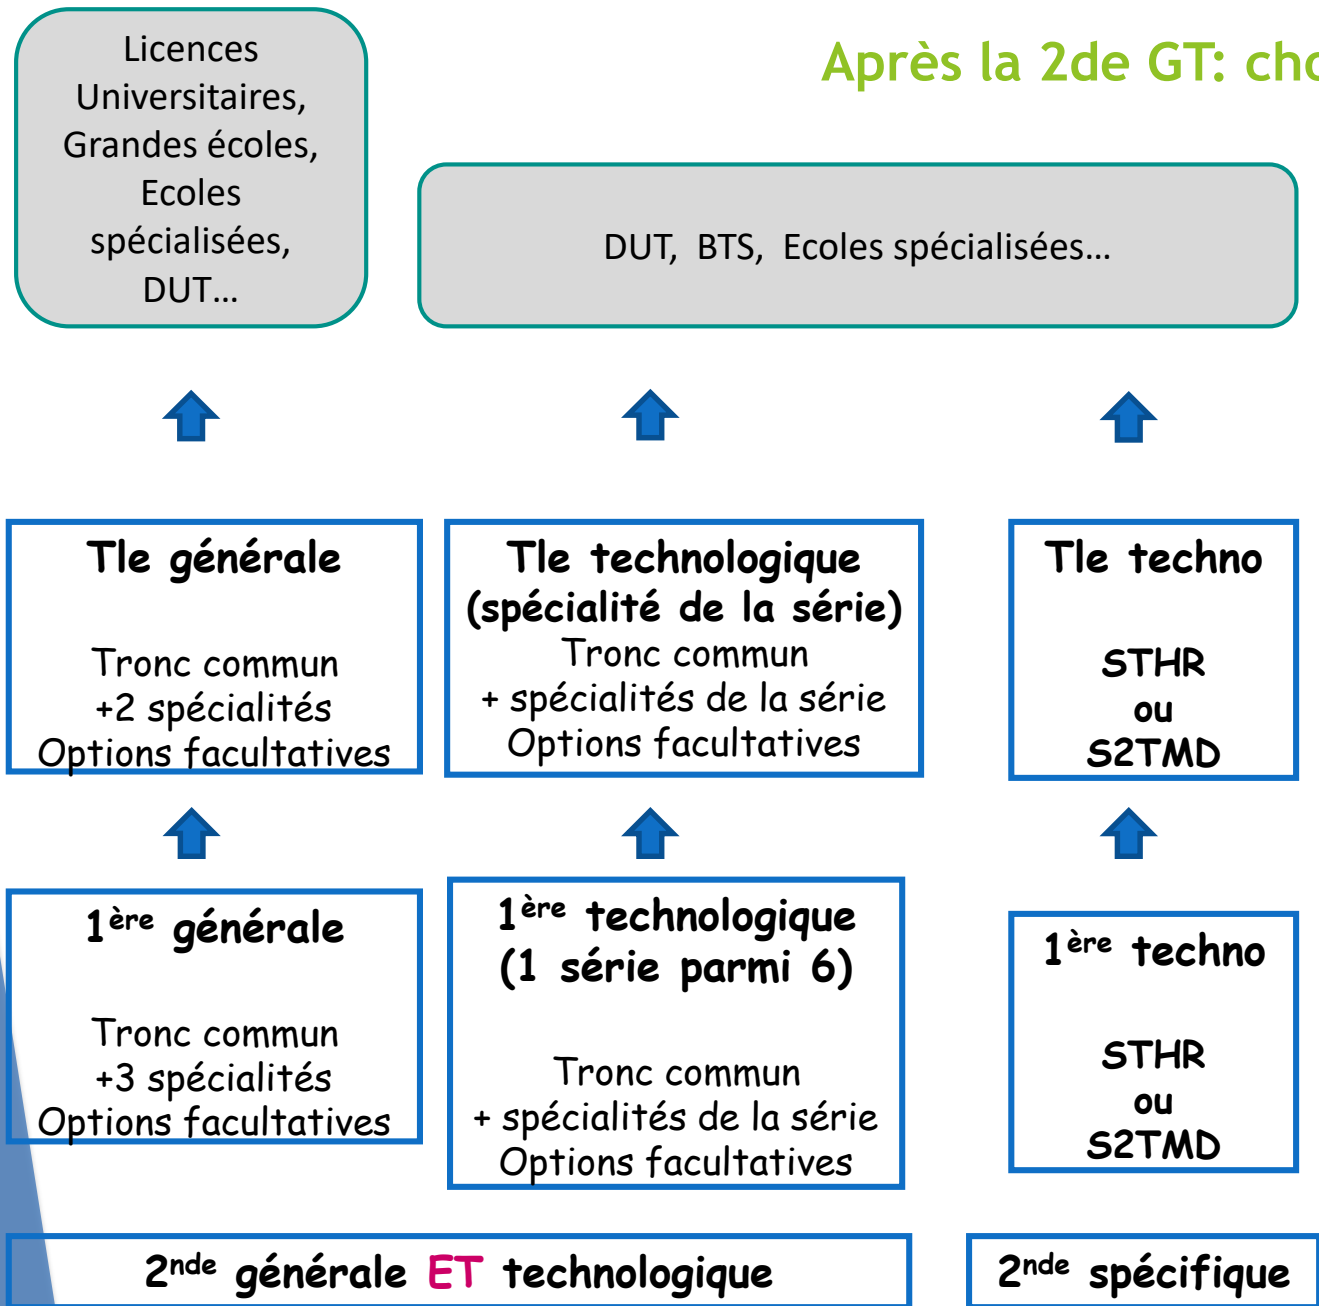 Après la 2de GT: cho
Licences
Universitaires,
Grandes écoles,
Ecoles
spécialisées,
DUT…
DUT, BTS, Ecoles spécialisées…
Tle générale
Tronc commun
+2 spécialités
Options facultatives
Tle technologique
(spécialité de la série)
Tronc commun
+ spécialités de la série
Options facultatives
Tle techno
STHR
ou
S2TMD
1ère générale
Tronc commun
+3 spécialités
Options facultatives
1ère technologique
(1 série parmi 6)
Tronc commun
+ spécialités de la série
Options facultatives
1ère techno
STHR
ou
S2TMD
2nde générale ET technologique
2nde spécifique